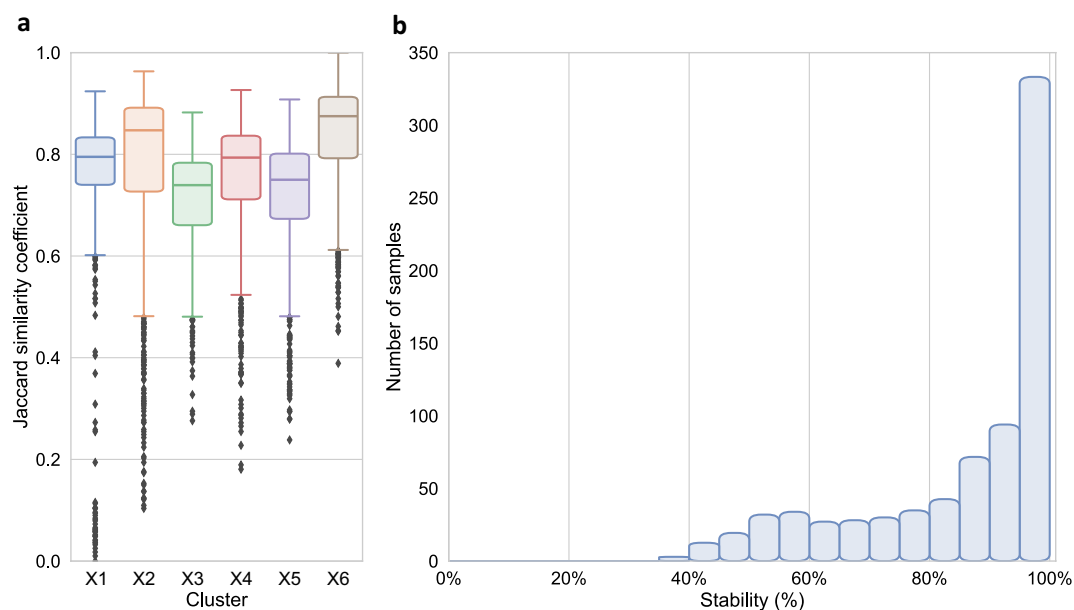 a
1.0
0.8
0.6
0.4
0.2
0.0
Jaccard similarity coefficient
X1 X2 X3 X4 X5 X6
Cluster
b
350
300
250
200
150
100
50
0
Number of samples
0% 20% 40% 60% 80% 100%
Stability (%)